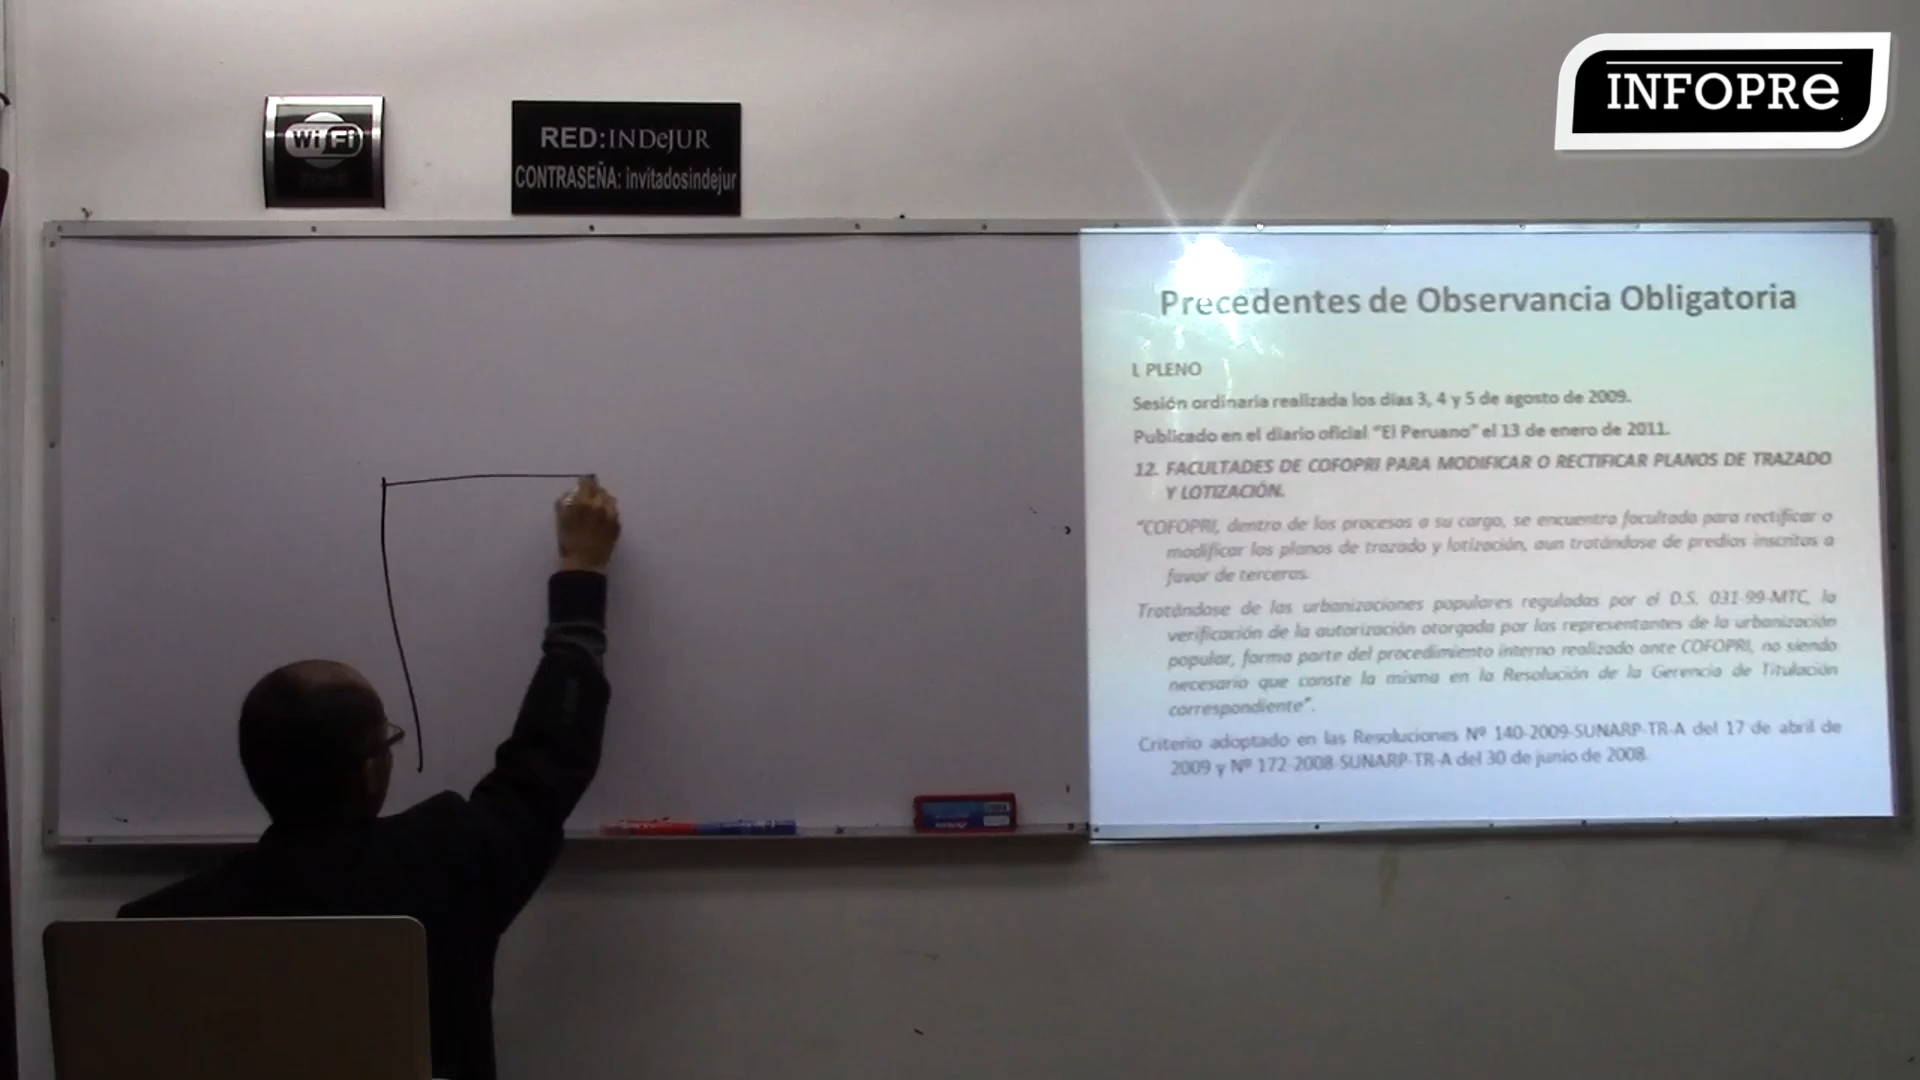 INFOPRe
Wi Fi
ZONE
RED:INDeJUR
CONTRASEÑA: invitadosindejur
Precedentes de Observancia Obligatoria
I. PLENO
Sesión ordinaria realizada los días 3, 4 y 5 de agosto de 2009.
Publicado en el diario oficial “El Peruano” el 13 de enero de 2011.
12. FACULTADES DE COFOPRI PARA MODIFICAR O RECTIFICAR PLANOS DE TRAZADO
Y LOTIZACIÓN.
“COFOPRI, dentro de los procesos a su cargo, se encuentra facultado para rectificar o
modificar los planos de trazado y lotización, aun tratándose de predios inscritos a
favor de terceros.
Tratándose de las urbanizaciones populares reguladas por el D.S. 031-99-MTC, la
verificación de la autorización otorgada por los representantes de la urbanización
popular, forma parte del procedimiento interno realizado ante COFOPRI, no siendo
necesario que conste la misma en la Resolución de la Gerencia de Titulación
correspondiente”.
Criterio adoptado en las Resoluciones Nº 140-2009-SUNARP-TR-A del 17 de abril de
2009 y Nº 172-2008-SUNARP-TR-A del 30 de junio de 2008.